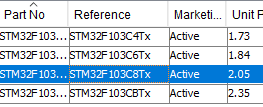 Part No Reference Marketi... Unit P
STM32F103... STM32F103C4Tx Active 1.73
STM32F103... STM32F103C6Tx Active 1.84
STM32F103... STM32F103C8Tx Active 2.05
STM32F103... STM32F103CBTx Active 2.35